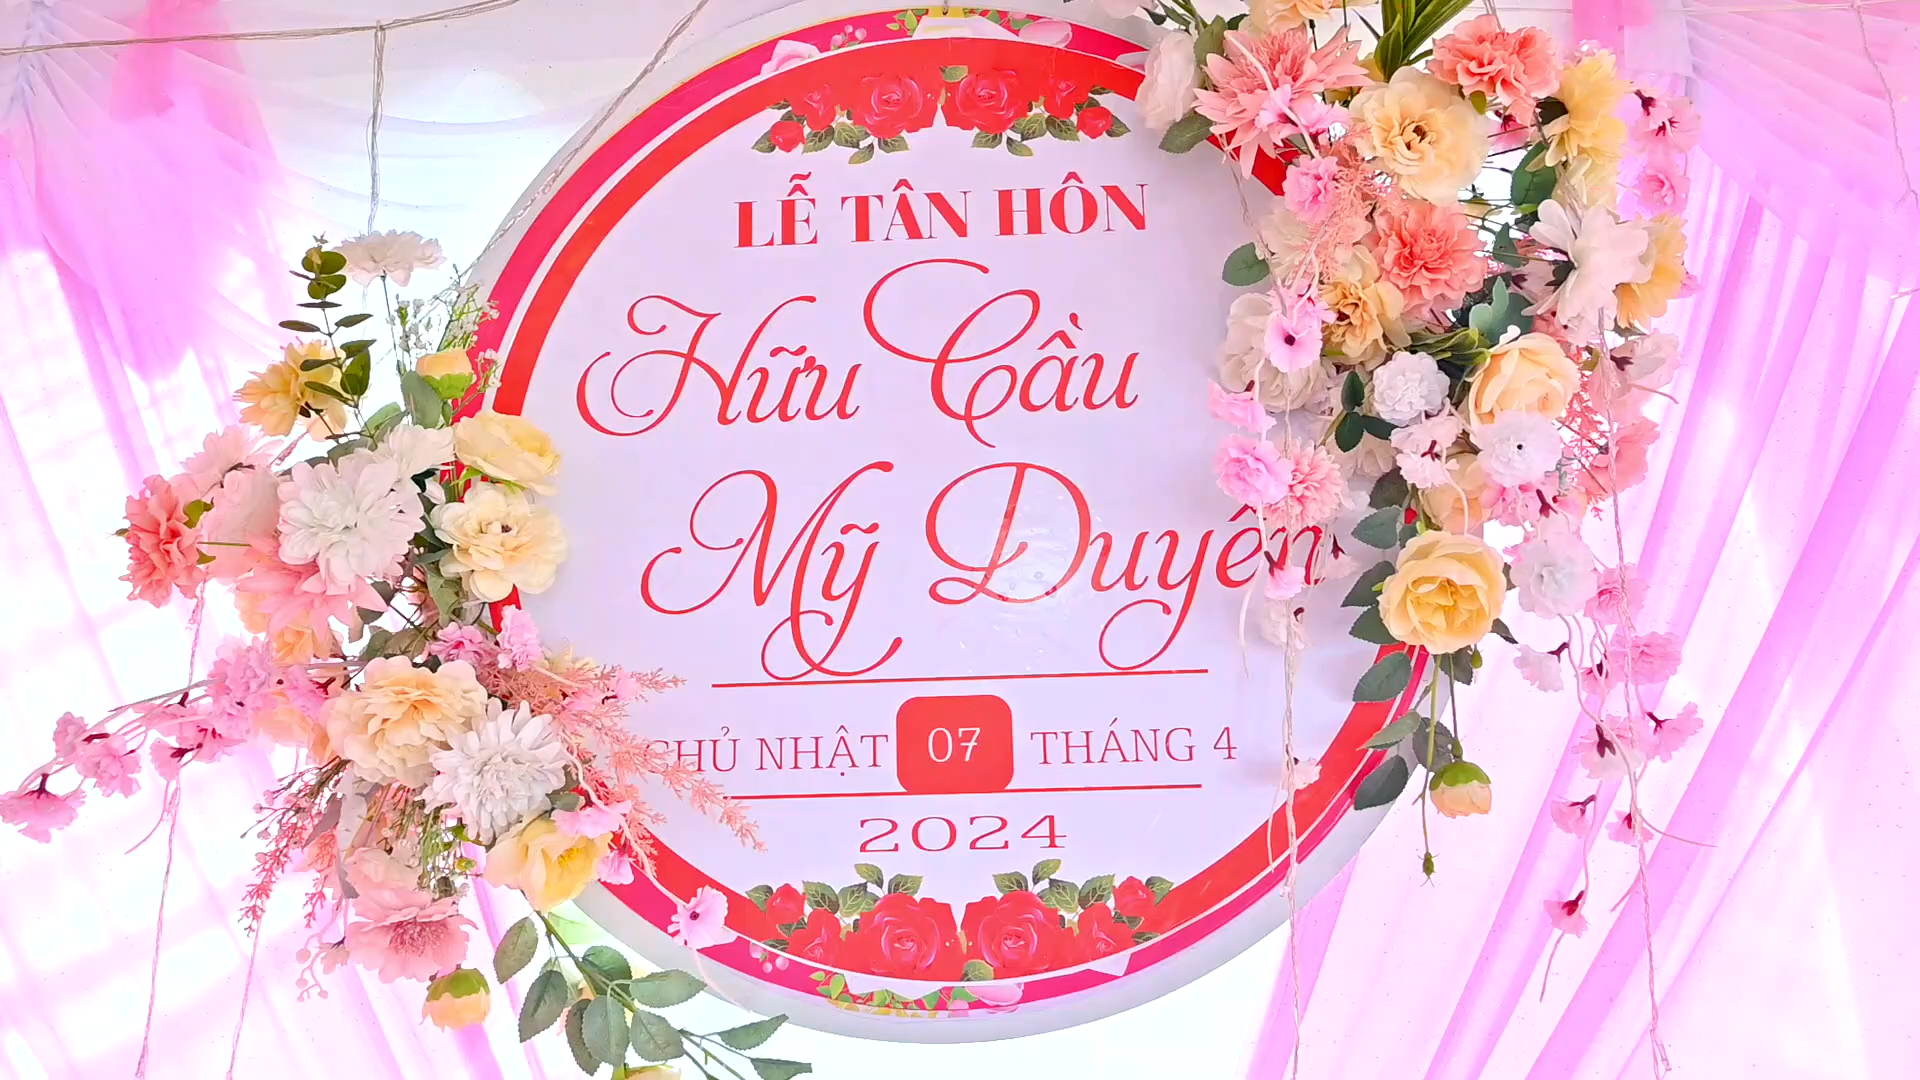 LỄ TÂN HÔN
Hữu Cầu
Mỹ Duyên
CHỦ NHẬT 07 THÁNG 4
2024